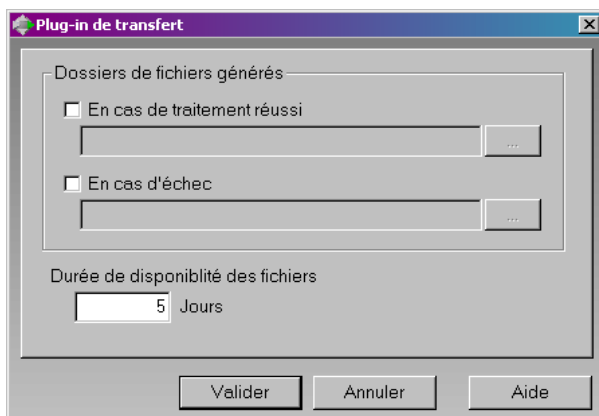 Plug-in de transfert
Dossiers de fichiers générés
En cas de traitement réussi
...
En cas d'échec
...
Durée de disponiblité des fichiers
5 Jours
Valider Annuler Aide